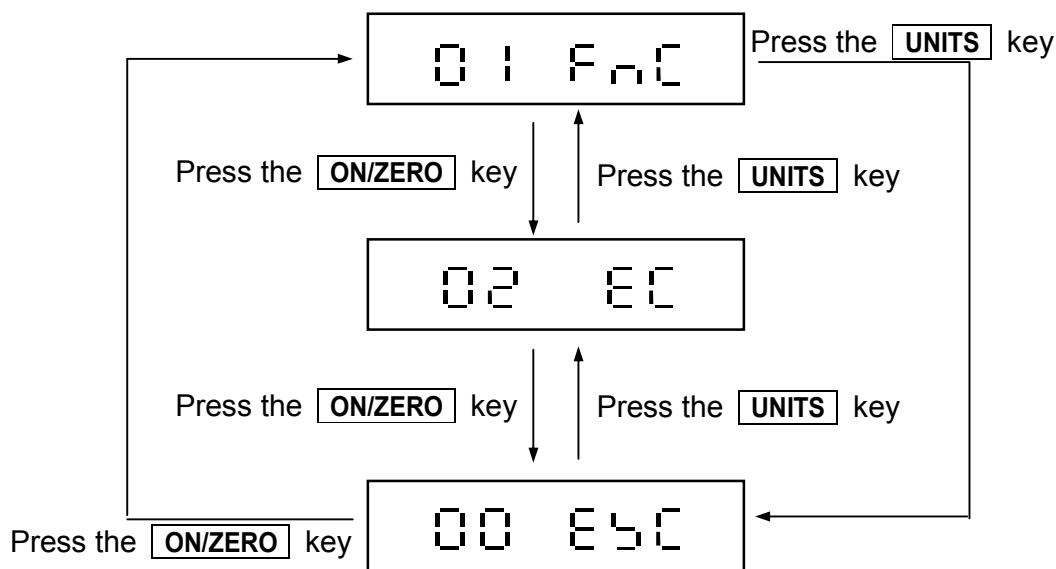 01 FnC
Press the UNITS key
Press the ON/ZERO key
Press the UNITS key
02 EC
Press the ON/ZERO key
Press the UNITS key
00 ESC
Press the ON/ZERO key